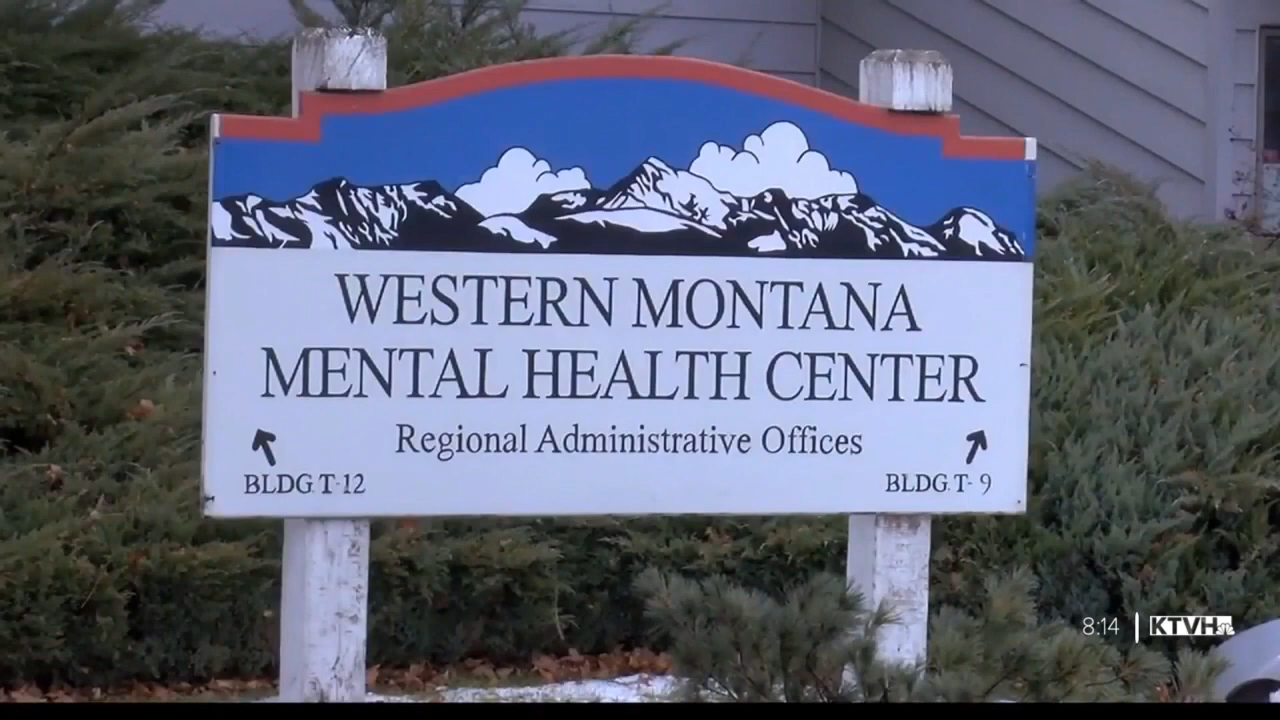 WESTERN MONTANA
MENTAL HEALTH CENTER
Regional Administrative Offices
BLDG. T-12
BLDG. T- 9
8:14
KTVH